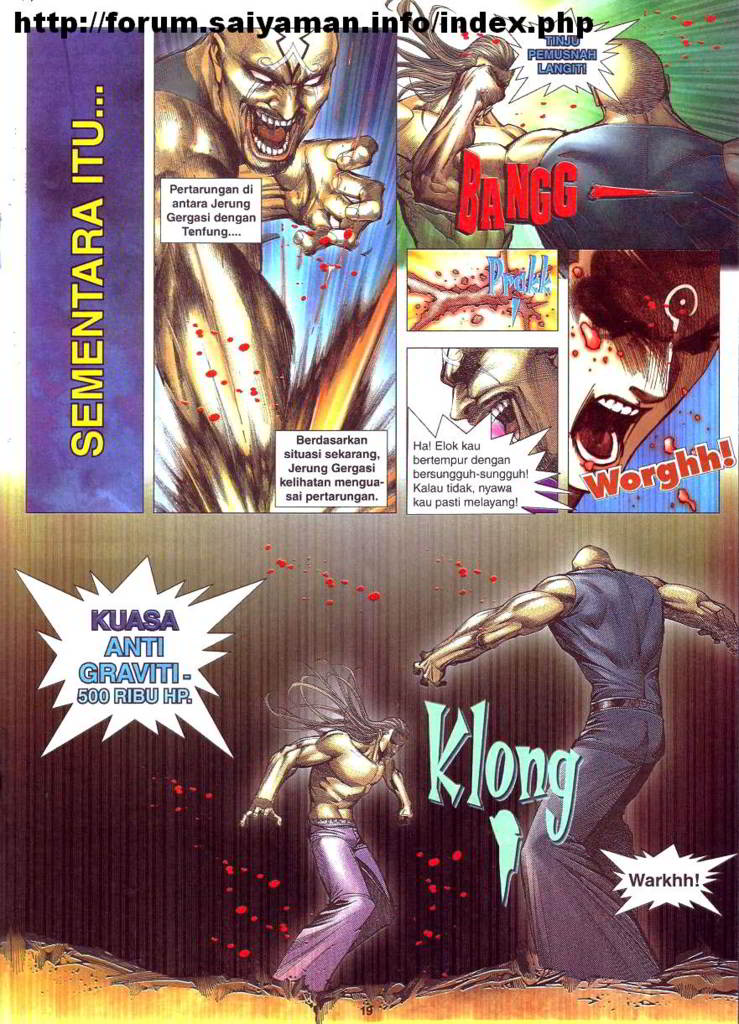 http://forum.saiyaman.info/index.php
SEMENTARA ITU...
Pertarungan di
antara Jerung
Gergasi dengan
Tenfung....
Berdasarkan
situasi sekarang,
Jerung Gergasi
kelihatan mengua-
sai pertarungan.
TINJU
PEMUSNAH
LANGIT!
BANGG
Prakk
Ha! Elok kau
bertempur dengan
bersungguh-sungguh!
Kalau tidak, nyawa
kau pasti melayang!
Worghh!
KUASA
ANTI
GRAVITI -
500 RIBU HP.
Klong
Warkhh!
19